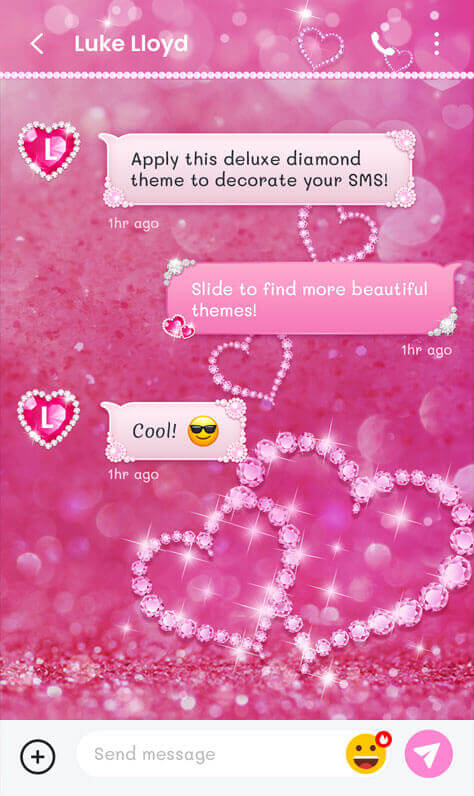 Luke Lloyd
L
Apply this deluxe diamond
theme to decorate your SMS!
1hr ago
Slide to find more beautiful
themes!
1hr ago
L
Cool! 😎
1hr ago
Send message